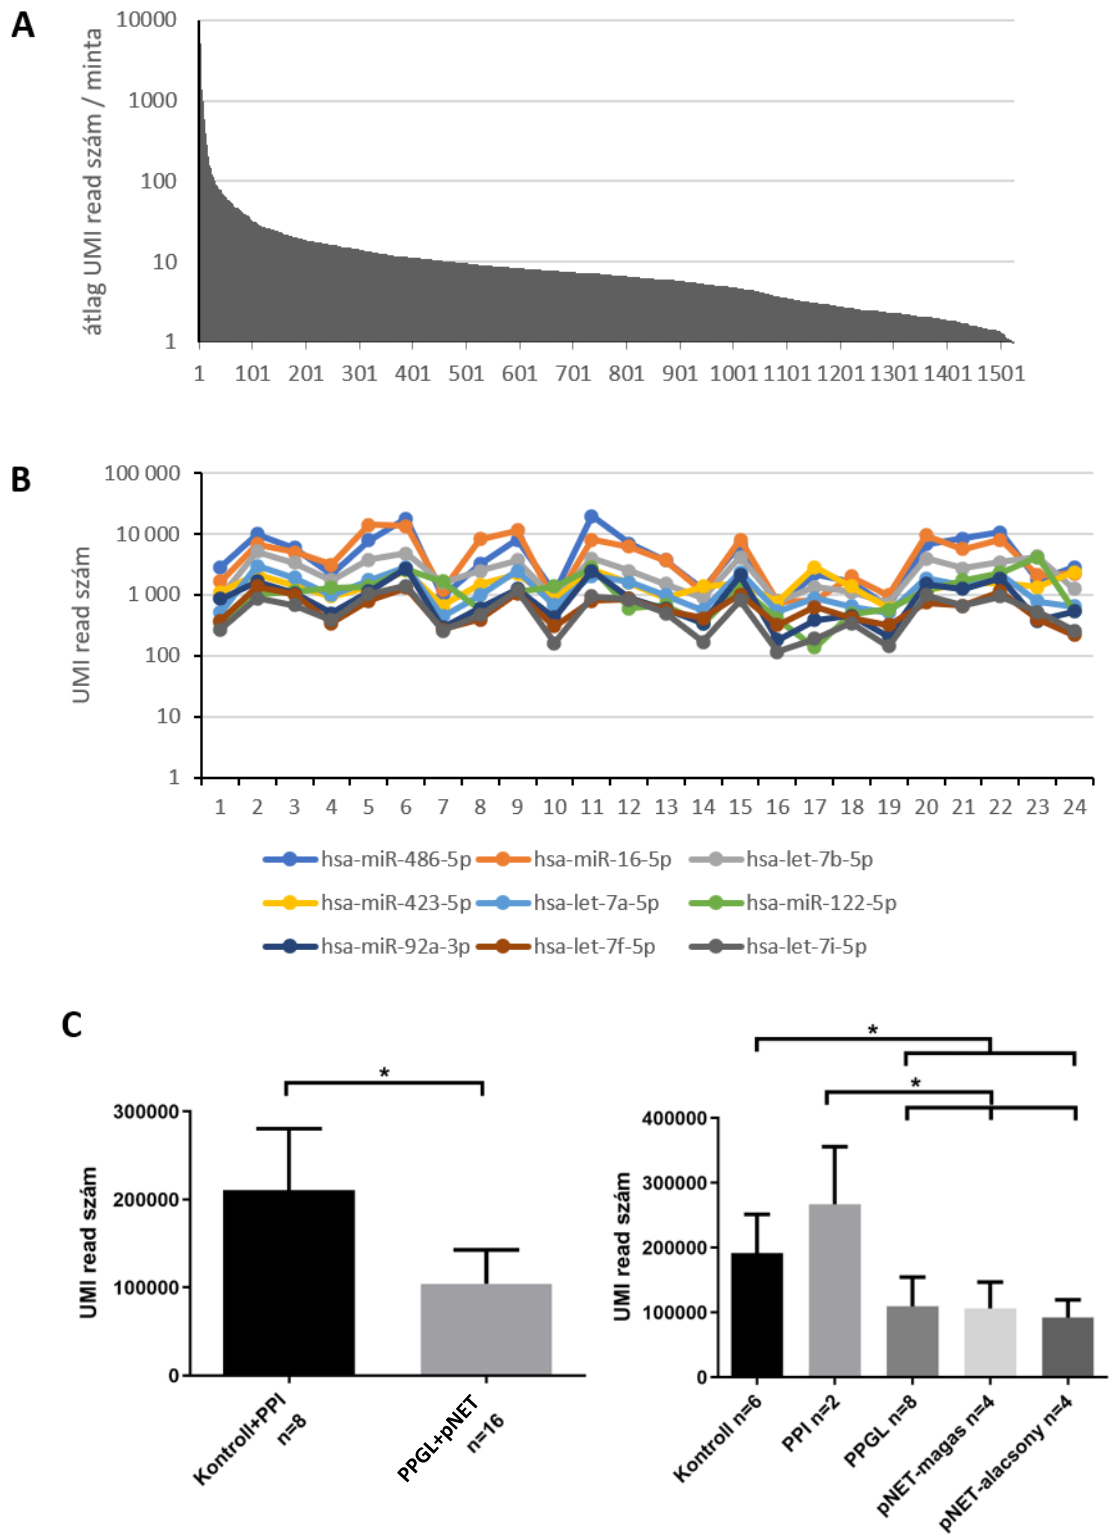 A
átlag UMI read szám / minta
10000
1000
100
10
1
1 101 201 301 401 501 601 701 801 901 1001 1101 1201 1301 1401 1501
B
UMI read szám
100 000
10 000
1 000
100
10
1
1 2 3 4 5 6 7 8 9 10 11 12 13 14 15 16 17 18 19 20 21 22 23 24
hsa-miR-486-5p hsa-miR-16-5p hsa-let-7b-5p
hsa-miR-423-5p hsa-let-7a-5p hsa-miR-122-5p
hsa-miR-92a-3p hsa-let-7f-5p hsa-let-7i-5p
C
*
UMI read szám
300000
200000
100000
0
Kontroll+PPI
n=8
PPGL+pNET
n=16
*
*
UMI read szám
400000
300000
200000
100000
0
Kontroll n=6
PPI n=2
PPGL n=8
pNET-magas n=4
pNET-alacsony n=4